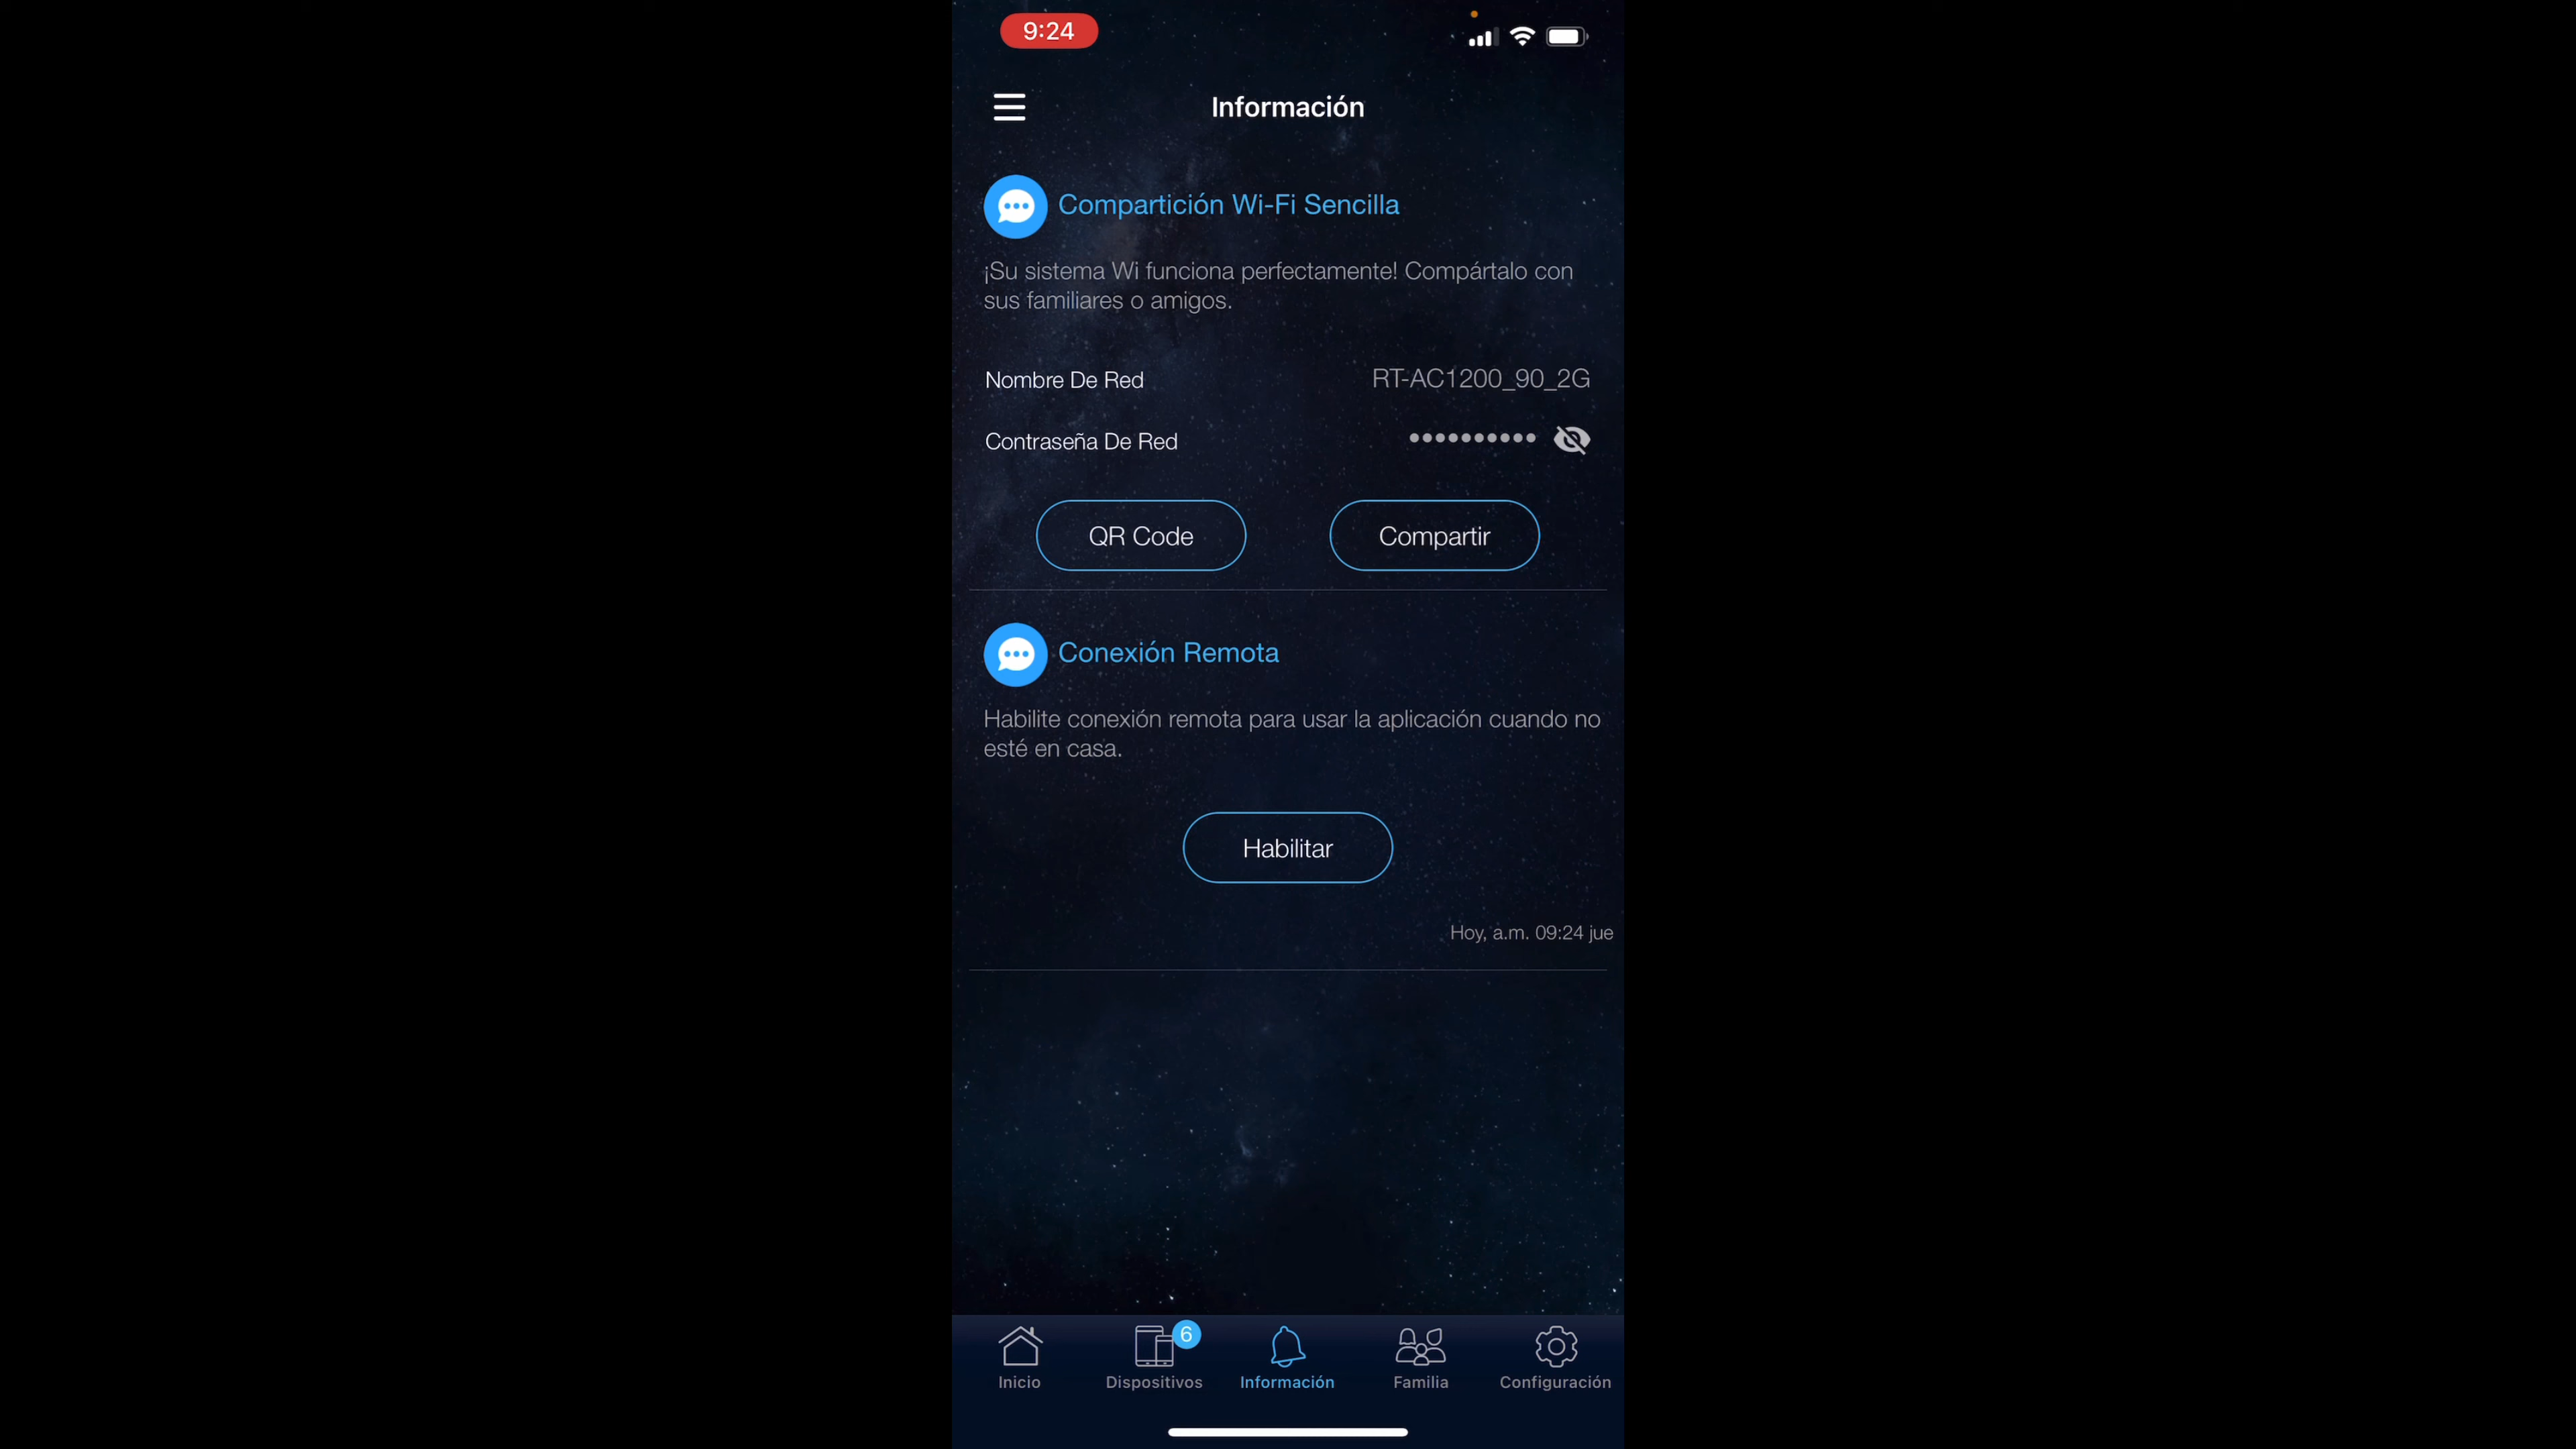 9:24
Información
Compartición Wi-Fi Sencilla
¡Su sistema Wi funciona perfectamente! Compártalo con
sus familiares o amigos.
Nombre De Red RT-AC1200_90_2G
Contraseña De Red ••••••••••
QR Code Compartir
Conexión Remota
Habilite conexión remota para usar la aplicación cuando no
esté en casa.
Habilitar
Hoy, a.m. 09:24 jue
6
Inicio Dispositivos Información Familia Configuración